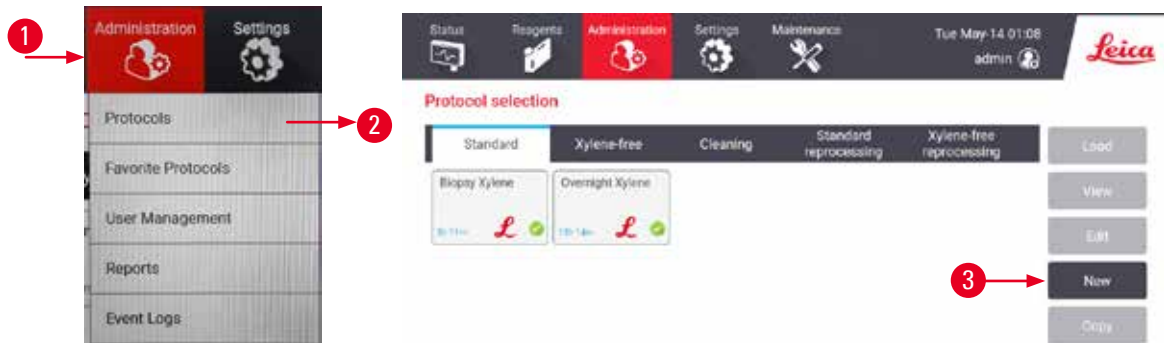 1
Administration
Settings
Protocols
2
Favorite Protocols
User Management
Reports
Event Logs
Status
Reagents
Administration
Settings
Maintenance
Tue May-14 01:08
admin
Leica
Protocol selection
Standard
Xylene-free
Cleaning
Standard
reprocessing
Xylene-free
reprocessing
Load
Biopsy Xylene
Overnight Xylene
View
L
L
Edit
3
New
Copy